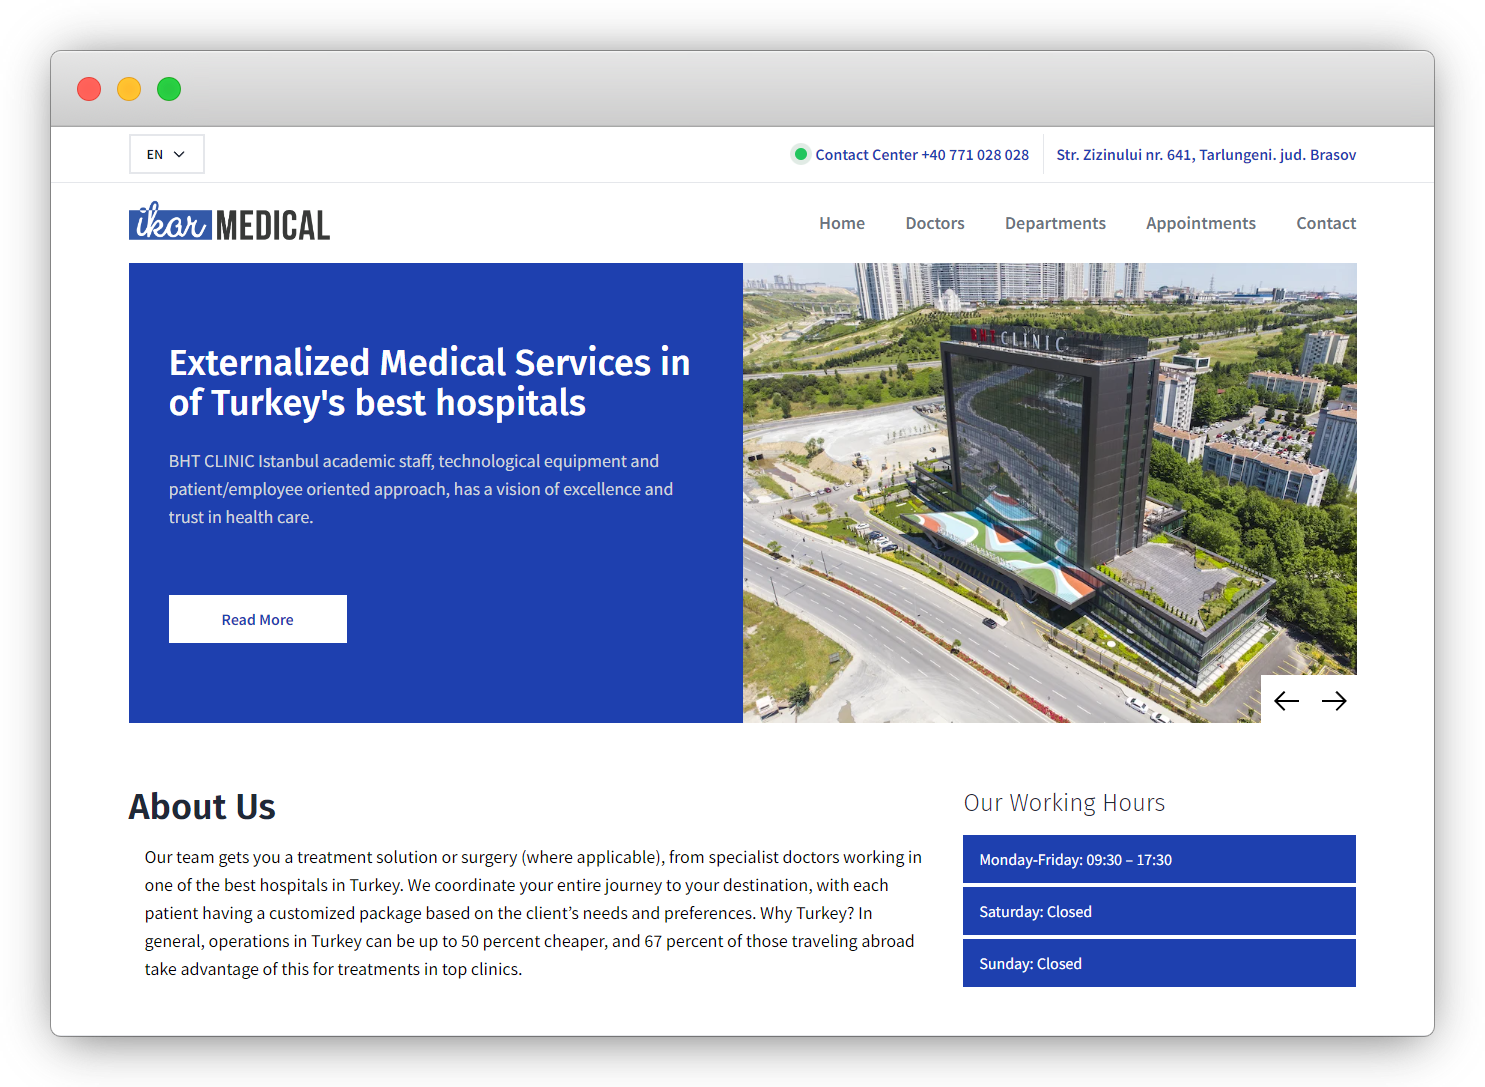 EN
Contact Center +40 771 028 028
Str. Zizinului nr. 641, Tarlungeni. jud. Brasov
ikar MEDICAL
Home Doctors Departments Appointments Contact
Externalized Medical Services in
of Turkey's best hospitals
BHT CLINIC Istanbul academic staff, technological equipment and
patient/employee oriented approach, has a vision of excellence and
trust in health care.
Read More
BHT CLINIC
About Us
Our team gets you a treatment solution or surgery (where applicable), from specialist doctors working in
one of the best hospitals in Turkey. We coordinate your entire journey to your destination, with each
patient having a customized package based on the client’s needs and preferences. Why Turkey? In
general, operations in Turkey can be up to 50 percent cheaper, and 67 percent of those traveling abroad
take advantage of this for treatments in top clinics.
Our Working Hours
Monday-Friday: 09:30 – 17:30
Saturday: Closed
Sunday: Closed